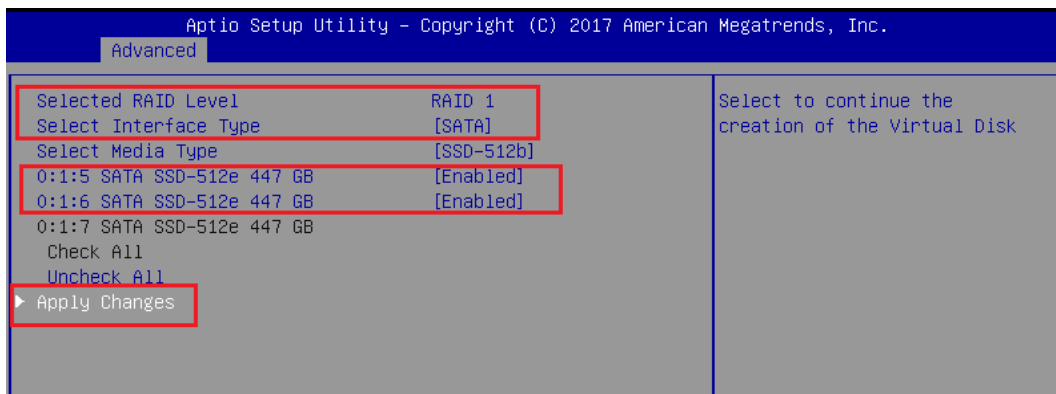 Aptio Setup Utility – Copyright (C) 2017 American Megatrends, Inc.
Advanced
Selected RAID Level RAID 1
Select Interface Type [SATA]
Select Media Type [SSD-512b]
0:1:5 SATA SSD-512e 447 GB [Enabled]
0:1:6 SATA SSD-512e 447 GB [Enabled]
0:1:7 SATA SSD-512e 447 GB
Check All
Uncheck All
Apply Changes
Select to continue the
creation of the Virtual Disk